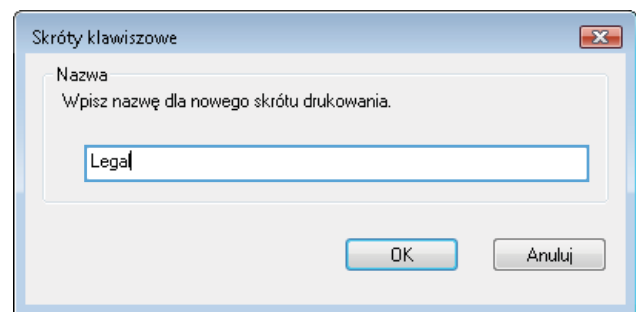 Skróty klawiszowe
Nazwa
Wpisz nazwę dla nowego skrótu drukowania.
Legal
OK
Anuluj